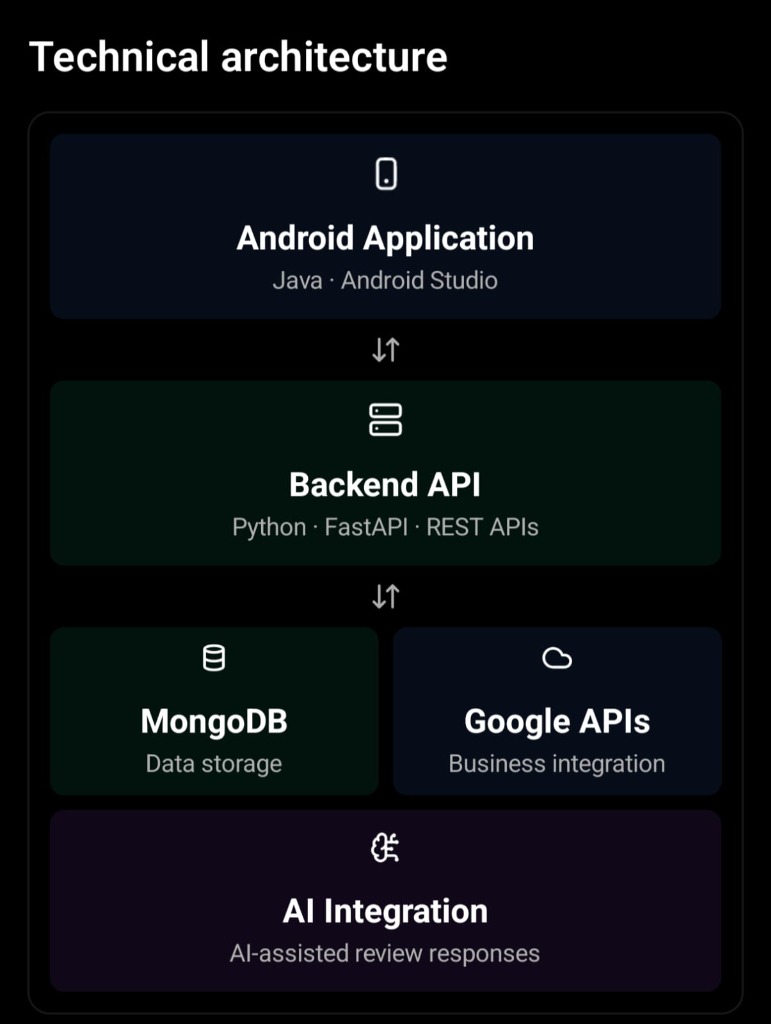 Technical architecture
Android Application
Java · Android Studio
Backend API
Python · FastAPI · REST APIs
MongoDB
Data storage
Google APIs
Business integration
AI Integration
AI-assisted review responses